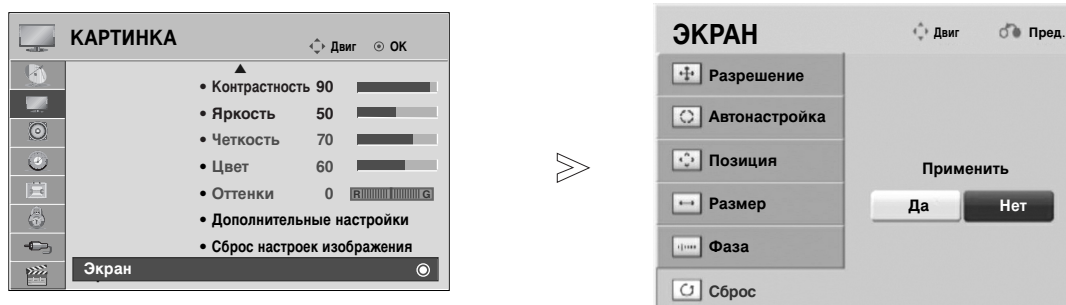 КАРТИНКА
Двиг
ОК
• Контрастность 90
• Яркость 50
• Четкость 70
• Цвет 60
• Оттенки 0 R G
• Дополнительные настройки
• Сброс настроек изображения
Экран
ЭКРАН
Двиг
Пред.
Разрешение
Автонастройка
Позиция
Размер
Фаза
Сброс
Применить
Да
Нет